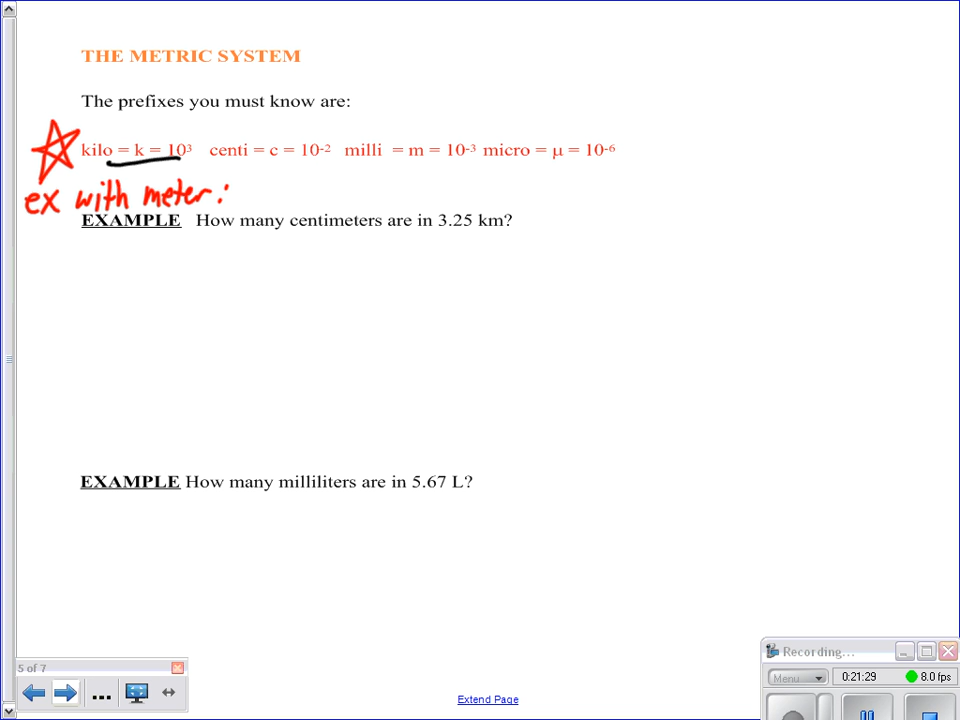 THE METRIC SYSTEM
The prefixes you must know are:
kilo = k = 10³ centi = c = 10⁻² milli = m = 10⁻³ micro = μ = 10⁻⁶
ex with meter:
EXAMPLE How many centimeters are in 3.25 km?
EXAMPLE How many milliliters are in 5.67 L?
5 of 7
...
Extend Page
Recording...
Menu 0:21:29 8.0 fps